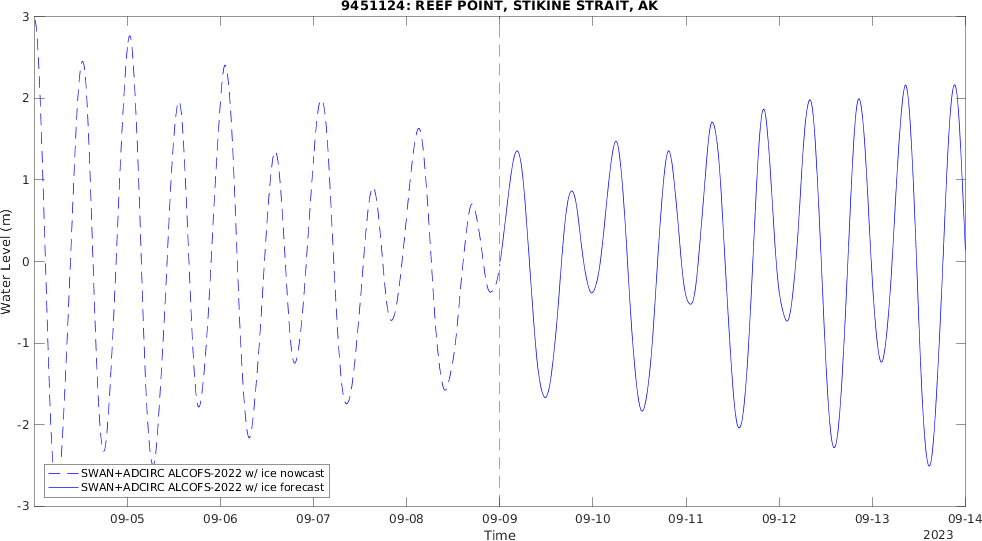 9451124: REEF POINT, STIKINE STRAIT, AK
Water Level (m)
3
2
1
0
-1
-2
-3
SWAN+ADCIRC ALCOFS-2022 w/ ice nowcast
SWAN+ADCIRC ALCOFS-2022 w/ ice forecast
09-05 09-06 09-07 09-08 09-09 09-10 09-11 09-12 09-13 09-14
Time
2023